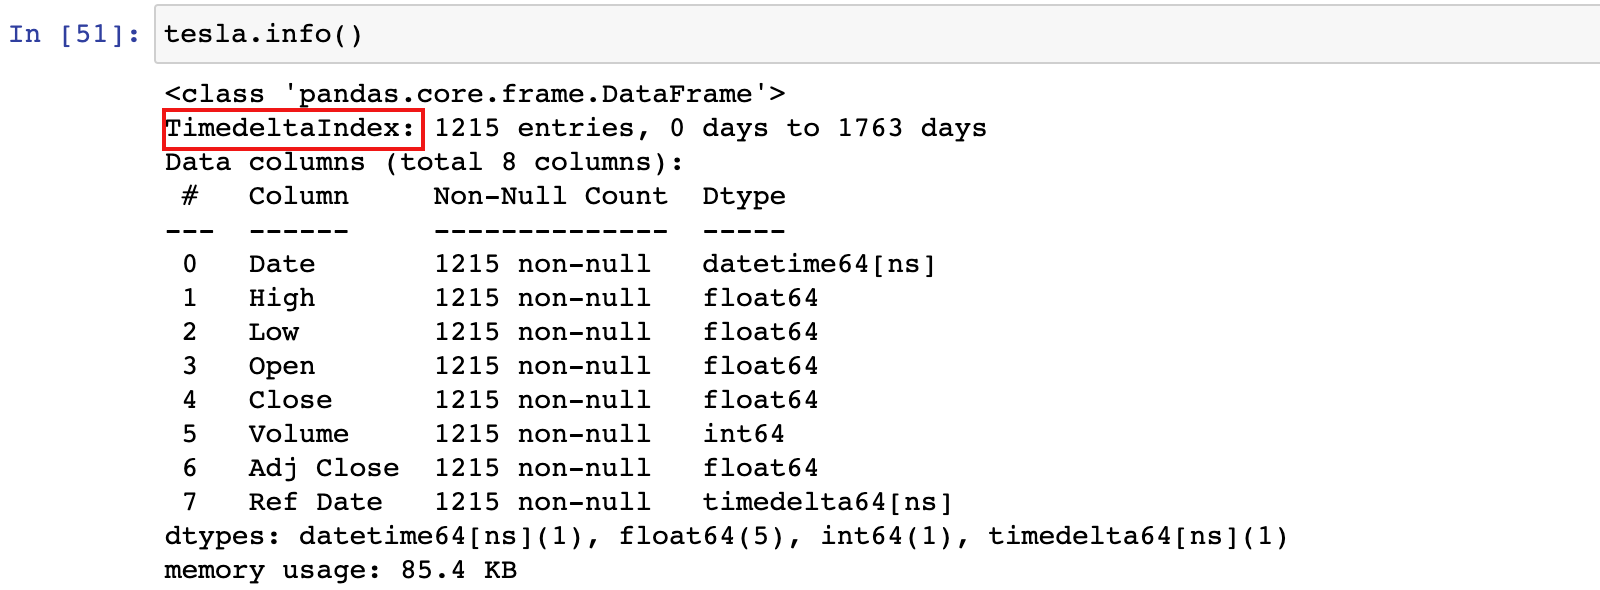 In [51]: tesla.info()
<class 'pandas.core.frame.DataFrame'>
TimedeltaIndex: 1215 entries, 0 days to 1763 days
Data columns (total 8 columns):
 #   Column     Non-Null Count  Dtype
---  ------     --------------  -----
 0   Date       1215 non-null   datetime64[ns]
 1   High       1215 non-null   float64
 2   Low        1215 non-null   float64
 3   Open       1215 non-null   float64
 4   Close      1215 non-null   float64
 5   Volume     1215 non-null   int64
 6   Adj Close  1215 non-null   float64
 7   Ref Date   1215 non-null   timedelta64[ns]
dtypes: datetime64[ns](1), float64(5), int64(1), timedelta64[ns](1)
memory usage: 85.4 KB